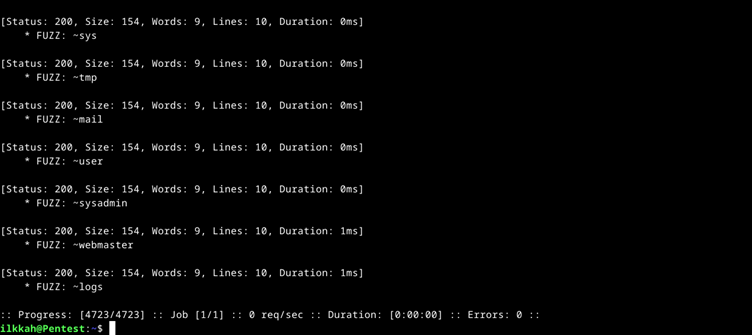 [Status: 200, Size: 154, Words: 9, Lines: 10, Duration: 0ms]
* FUZZ: ~sys
[Status: 200, Size: 154, Words: 9, Lines: 10, Duration: 0ms]
* FUZZ: ~tmp
[Status: 200, Size: 154, Words: 9, Lines: 10, Duration: 0ms]
* FUZZ: ~mail
[Status: 200, Size: 154, Words: 9, Lines: 10, Duration: 0ms]
* FUZZ: ~user
[Status: 200, Size: 154, Words: 9, Lines: 10, Duration: 0ms]
* FUZZ: ~sysadmin
[Status: 200, Size: 154, Words: 9, Lines: 10, Duration: 1ms]
* FUZZ: ~webmaster
[Status: 200, Size: 154, Words: 9, Lines: 10, Duration: 1ms]
* FUZZ: ~logs
:: Progress: [4723/4723] :: Job [1/1] :: 0 req/sec :: Duration: [0:00:00] :: Errors: 0 ::
ilkkah@Pentest:~$